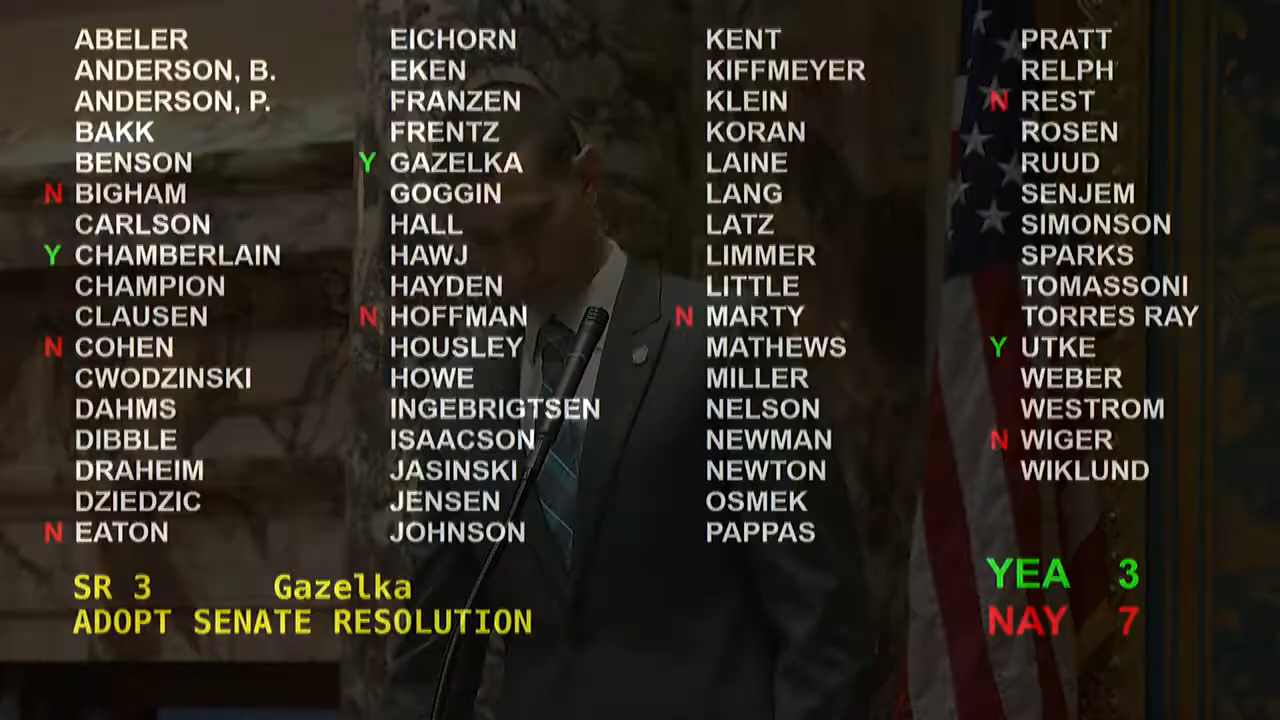 ABELER
ANDERSON, B.
ANDERSON, P.
BAKK
BENSON
N BIGHAM
CARLSON
Y CHAMBERLAIN
CHAMPION
CLAUSEN
N COHEN
CWODZINSKI
DAHMS
DIBBLE
DRAHEIM
DZIEDZIC
N EATON
EICHORN
EKEN
FRANZEN
FRENTZ
Y GAZELKA
GOGGIN
HALL
HAWJ
HAYDEN
N HOFFMAN
HOUSLEY
HOWE
INGEBRIGTSEN
ISAACSON
JASINSKI
JENSEN
JOHNSON
KENT
KIFFMEYER
KLEIN
KORAN
LAINE
LANG
LATZ
LIMMER
LITTLE
N MARTY
MATHEWS
MILLER
NELSON
NEWMAN
NEWTON
OSMEK
PAPPAS
PRATT
RELPH
N REST
ROSEN
RUUD
SENJEM
SIMONSON
SPARKS
TOMASSONI
TORRES RAY
Y UTKE
WEBER
WESTROM
N WIGER
WIKLUND
SR 3 Gazelka
ADOPT SENATE RESOLUTION
YEA 3
NAY 7